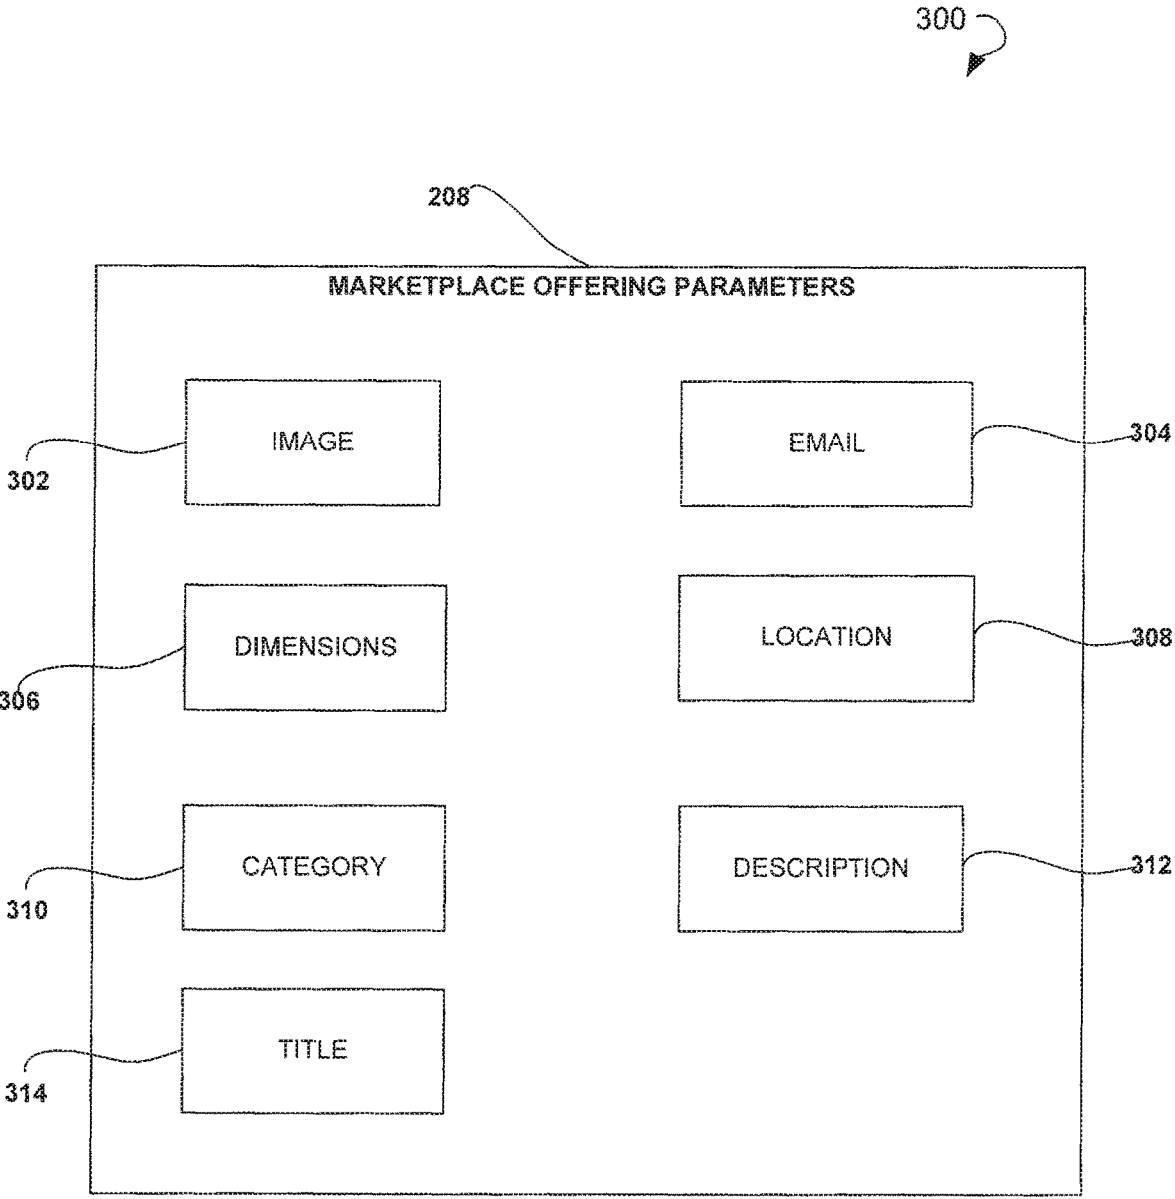 300
208
MARKETPLACE OFFERING PARAMETERS
IMAGE
EMAIL
302
304
DIMENSIONS
LOCATION
306
308
CATEGORY
DESCRIPTION
310
312
TITLE
314